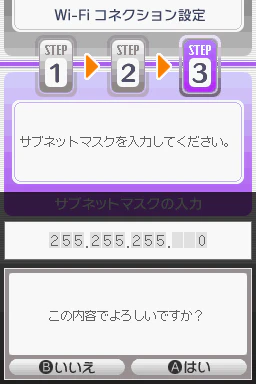 Wi-Fi コネクション設定
STEP 1
STEP 2
STEP 3
サブネットマスクを入力してください。
サブネットマスクの入力
255.255.255.  0
この内容でよろしいですか？
Bいいえ
Aはい